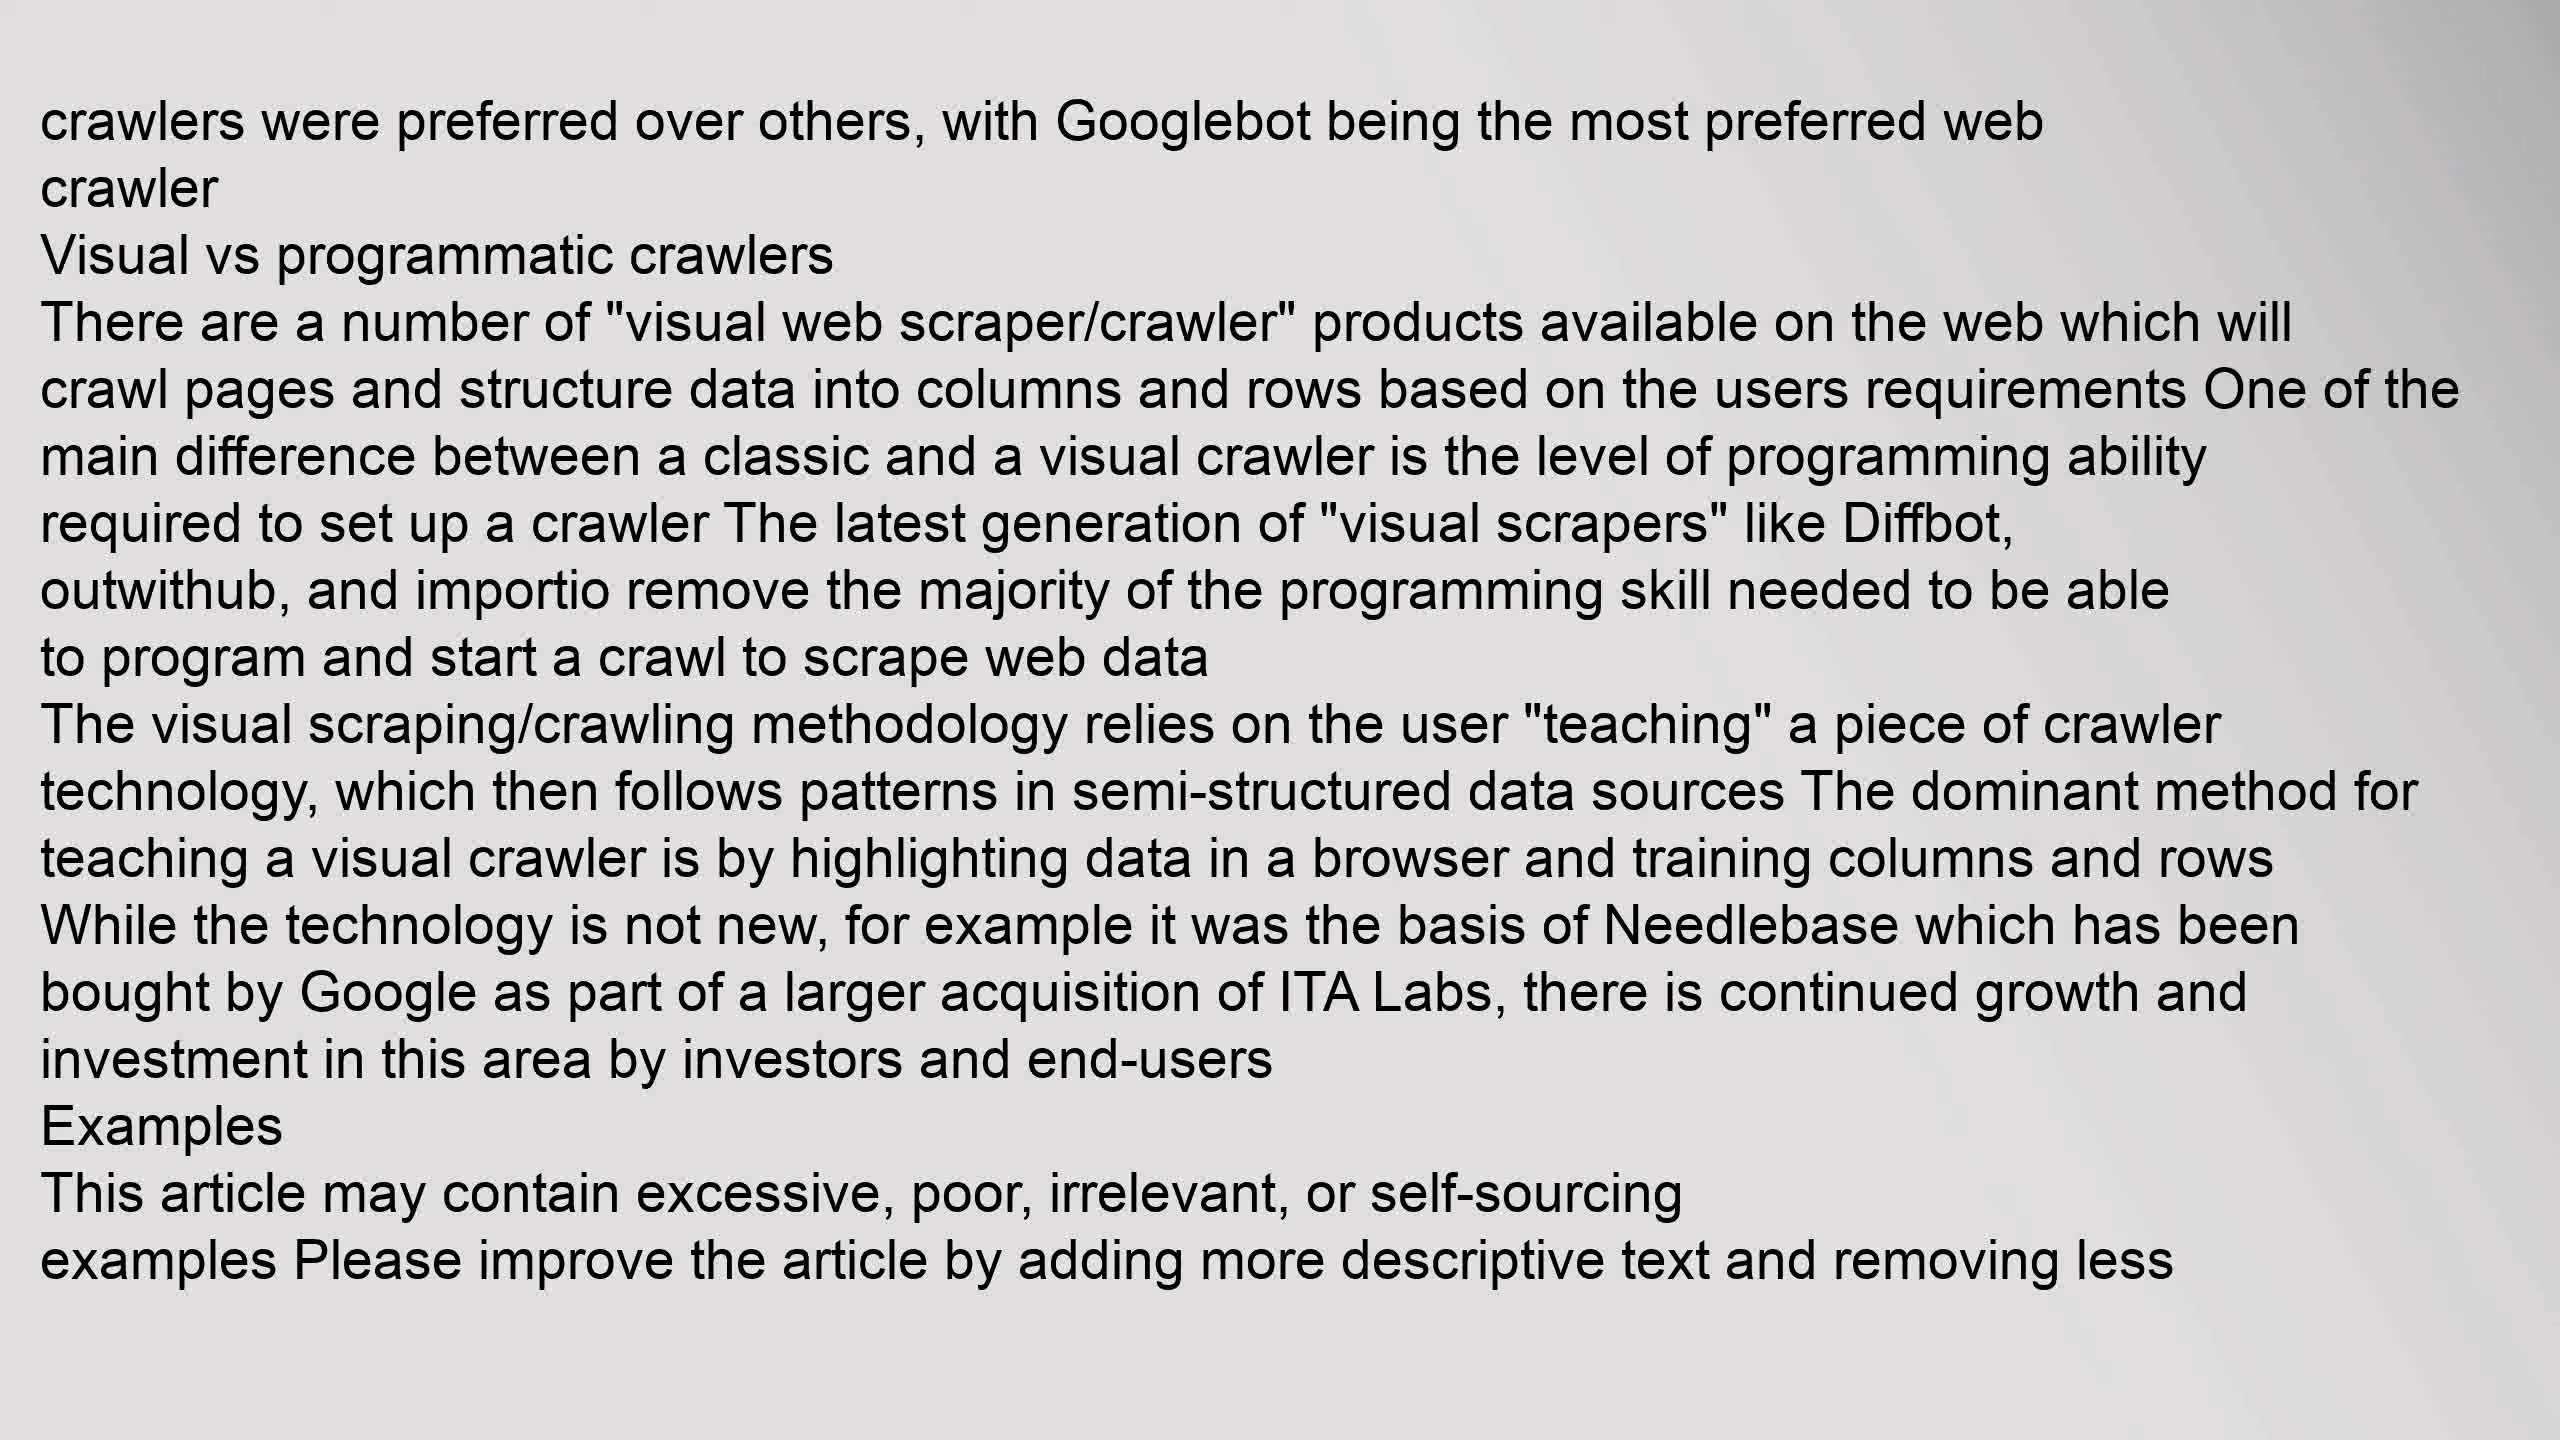 crawlers were preferred over others, with Googlebot being the most preferred web
crawler
Visual vs programmatic crawlers
There are a number of "visual web scraper/crawler" products available on the web which will
crawl pages and structure data into columns and rows based on the users requirements One of the
main difference between a classic and a visual crawler is the level of programming ability
required to set up a crawler The latest generation of "visual scrapers" like Diffbot,
outwithub, and importio remove the majority of the programming skill needed to be able
to program and start a crawl to scrape web data
The visual scraping/crawling methodology relies on the user "teaching" a piece of crawler
technology, which then follows patterns in semi-structured data sources The dominant method for
teaching a visual crawler is by highlighting data in a browser and training columns and rows
While the technology is not new, for example it was the basis of Needlebase which has been
bought by Google as part of a larger acquisition of ITA Labs, there is continued growth and
investment in this area by investors and end-users
Examples
This article may contain excessive, poor, irrelevant, or self-sourcing
examples Please improve the article by adding more descriptive text and removing less